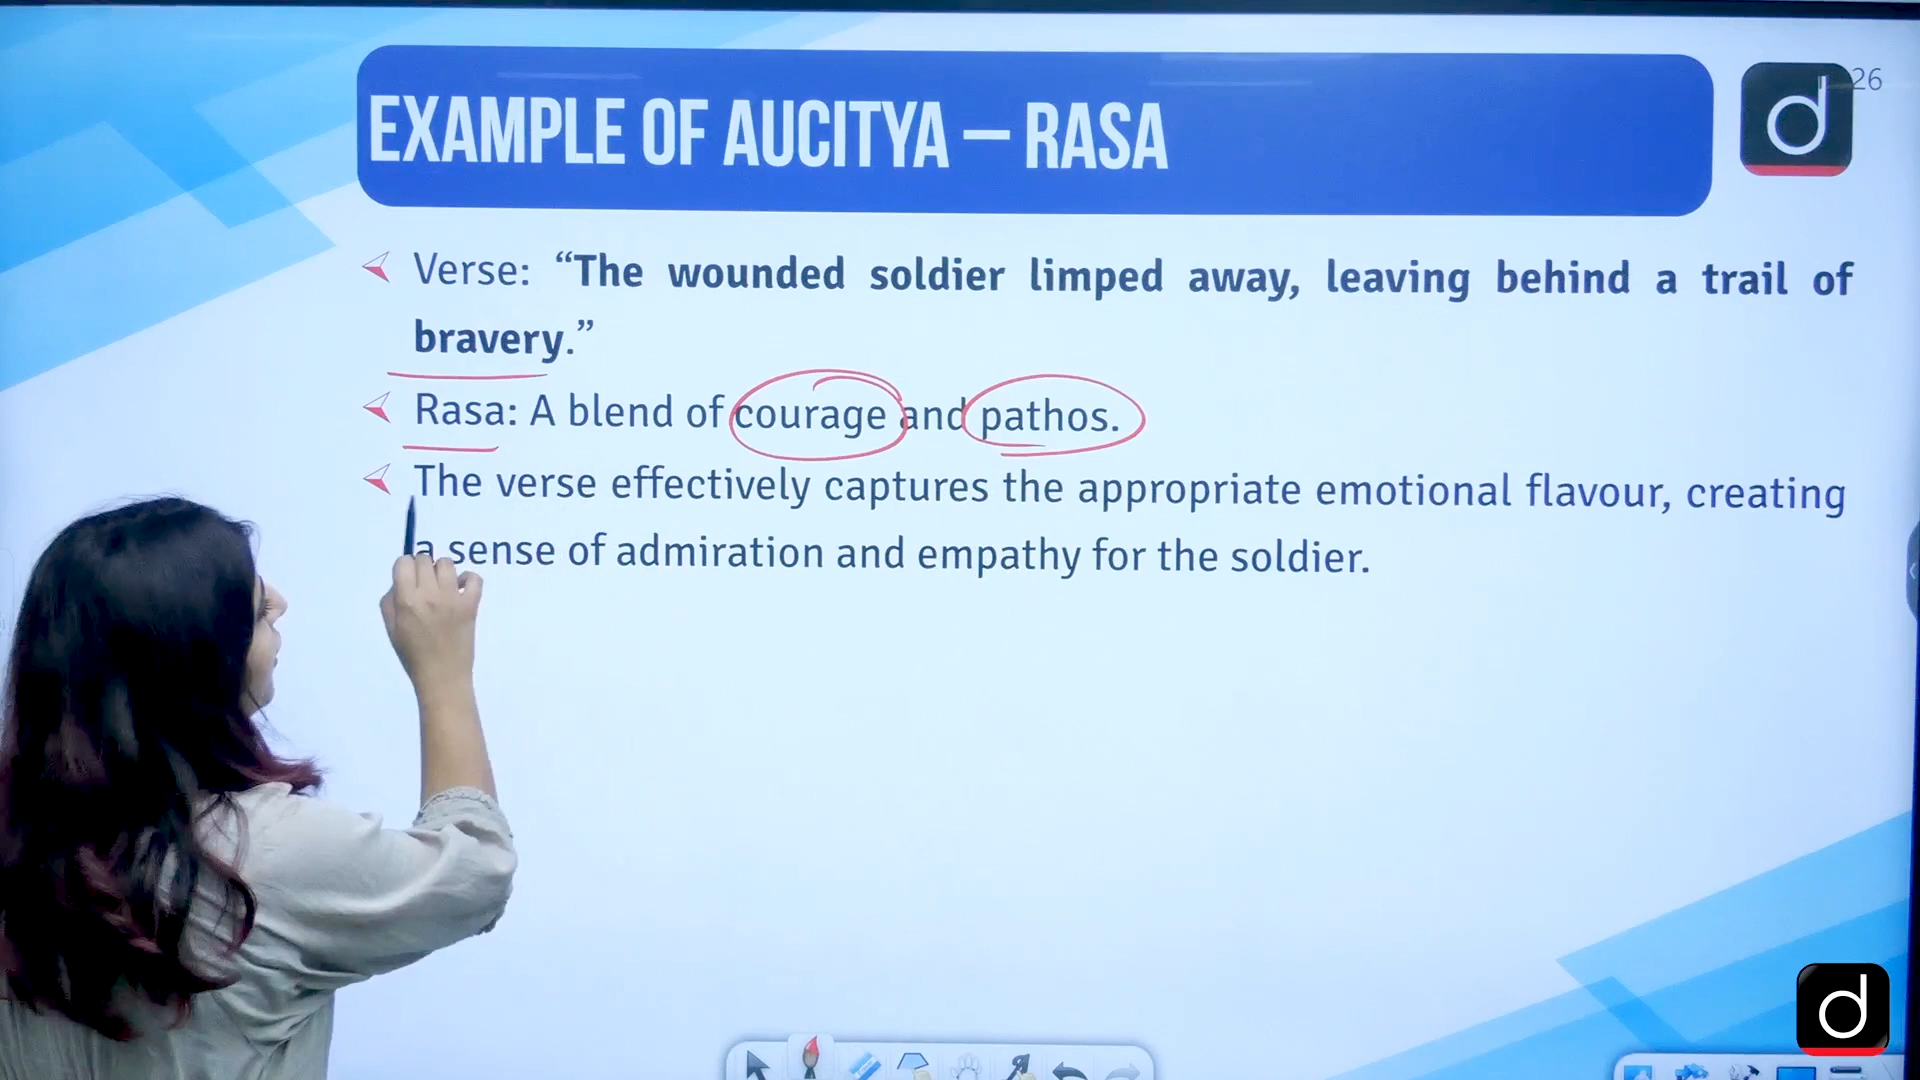 EXAMPLE OF AUCITYA – RASA
26
Verse: “The wounded soldier limped away, leaving behind a trail of
bravery.”
Rasa: A blend of courage and pathos.
The verse effectively captures the appropriate emotional flavour, creating
a sense of admiration and empathy for the soldier.
d
d